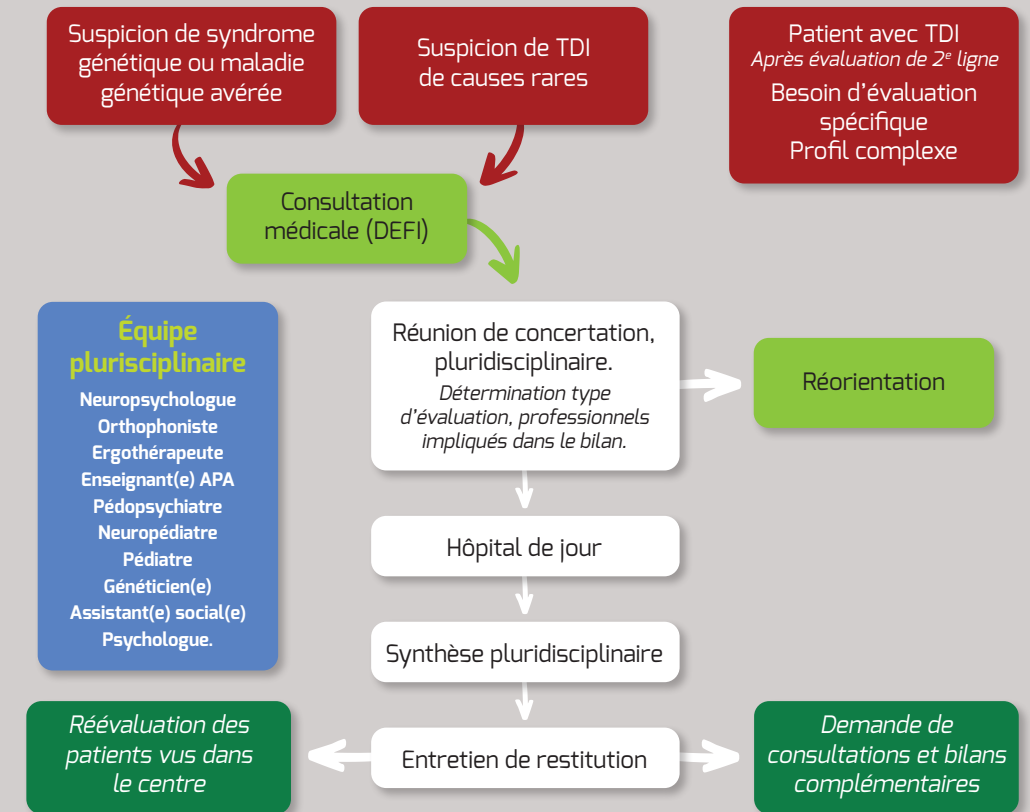 Suspicion de syndrome
génétique ou maladie
génétique avérée
Suspicion de TDI
de causes rares
Patient avec TDI
Après évaluation de 2e ligne
Besoin d'évaluation
spécifique
Profil complexe
Consultation
médicale (DEFI)
Équipe
plurisciplinaire
Neuropsychologue
Orthophoniste
Ergothérapeute
Enseignant(e) APA
Pédopsychiatre
Neuropédiatre
Pédiatre
Généticien(e)
Assistant(e) social(e)
Psychologue.
Réunion de concertation,
pluridisciplinaire.
Détermination type
d'évaluation, professionnels
impliqués dans le bilan.
Réorientation
Hôpital de jour
Synthèse pluridisciplinaire
Réévaluation des
patients vus dans
le centre
Entretien de restitution
Demande de
consultations et bilans
complémentaires